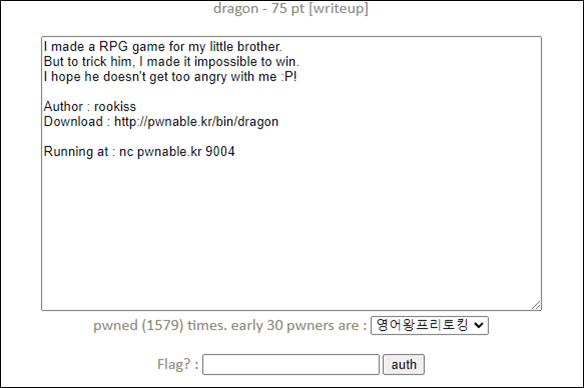 dragon - 75 pt [writeup]
I made a RPG game for my little brother.
But to trick him, I made it impossible to win.
I hope he doesn't get too angry with me :P!
Author : rookiss
Download : http://pwnable.kr/bin/dragon
Running at : nc pwnable.kr 9004
pwned (1579) times. early 30 pwners are : 영어왕프리토킹
Flag? : auth